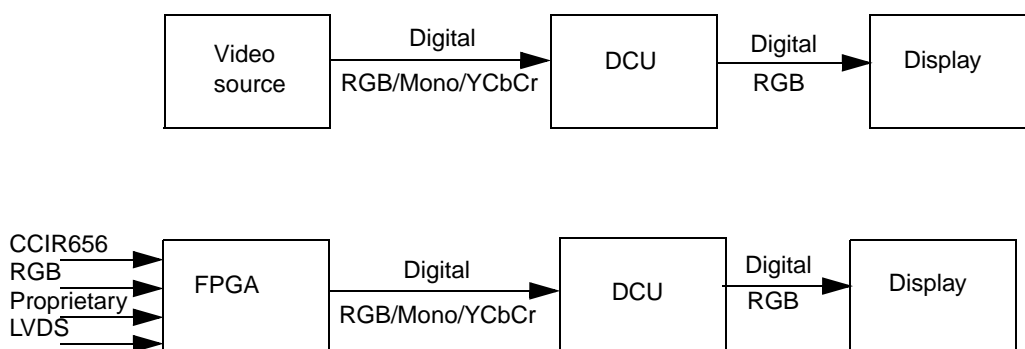 Video
source
Digital
RGB/Mono/YCbCr
DCU
Digital
RGB
Display
CCIR656
RGB
Proprietary
LVDS
FPGA
Digital
RGB/Mono/YCbCr
DCU
Digital
RGB
Display